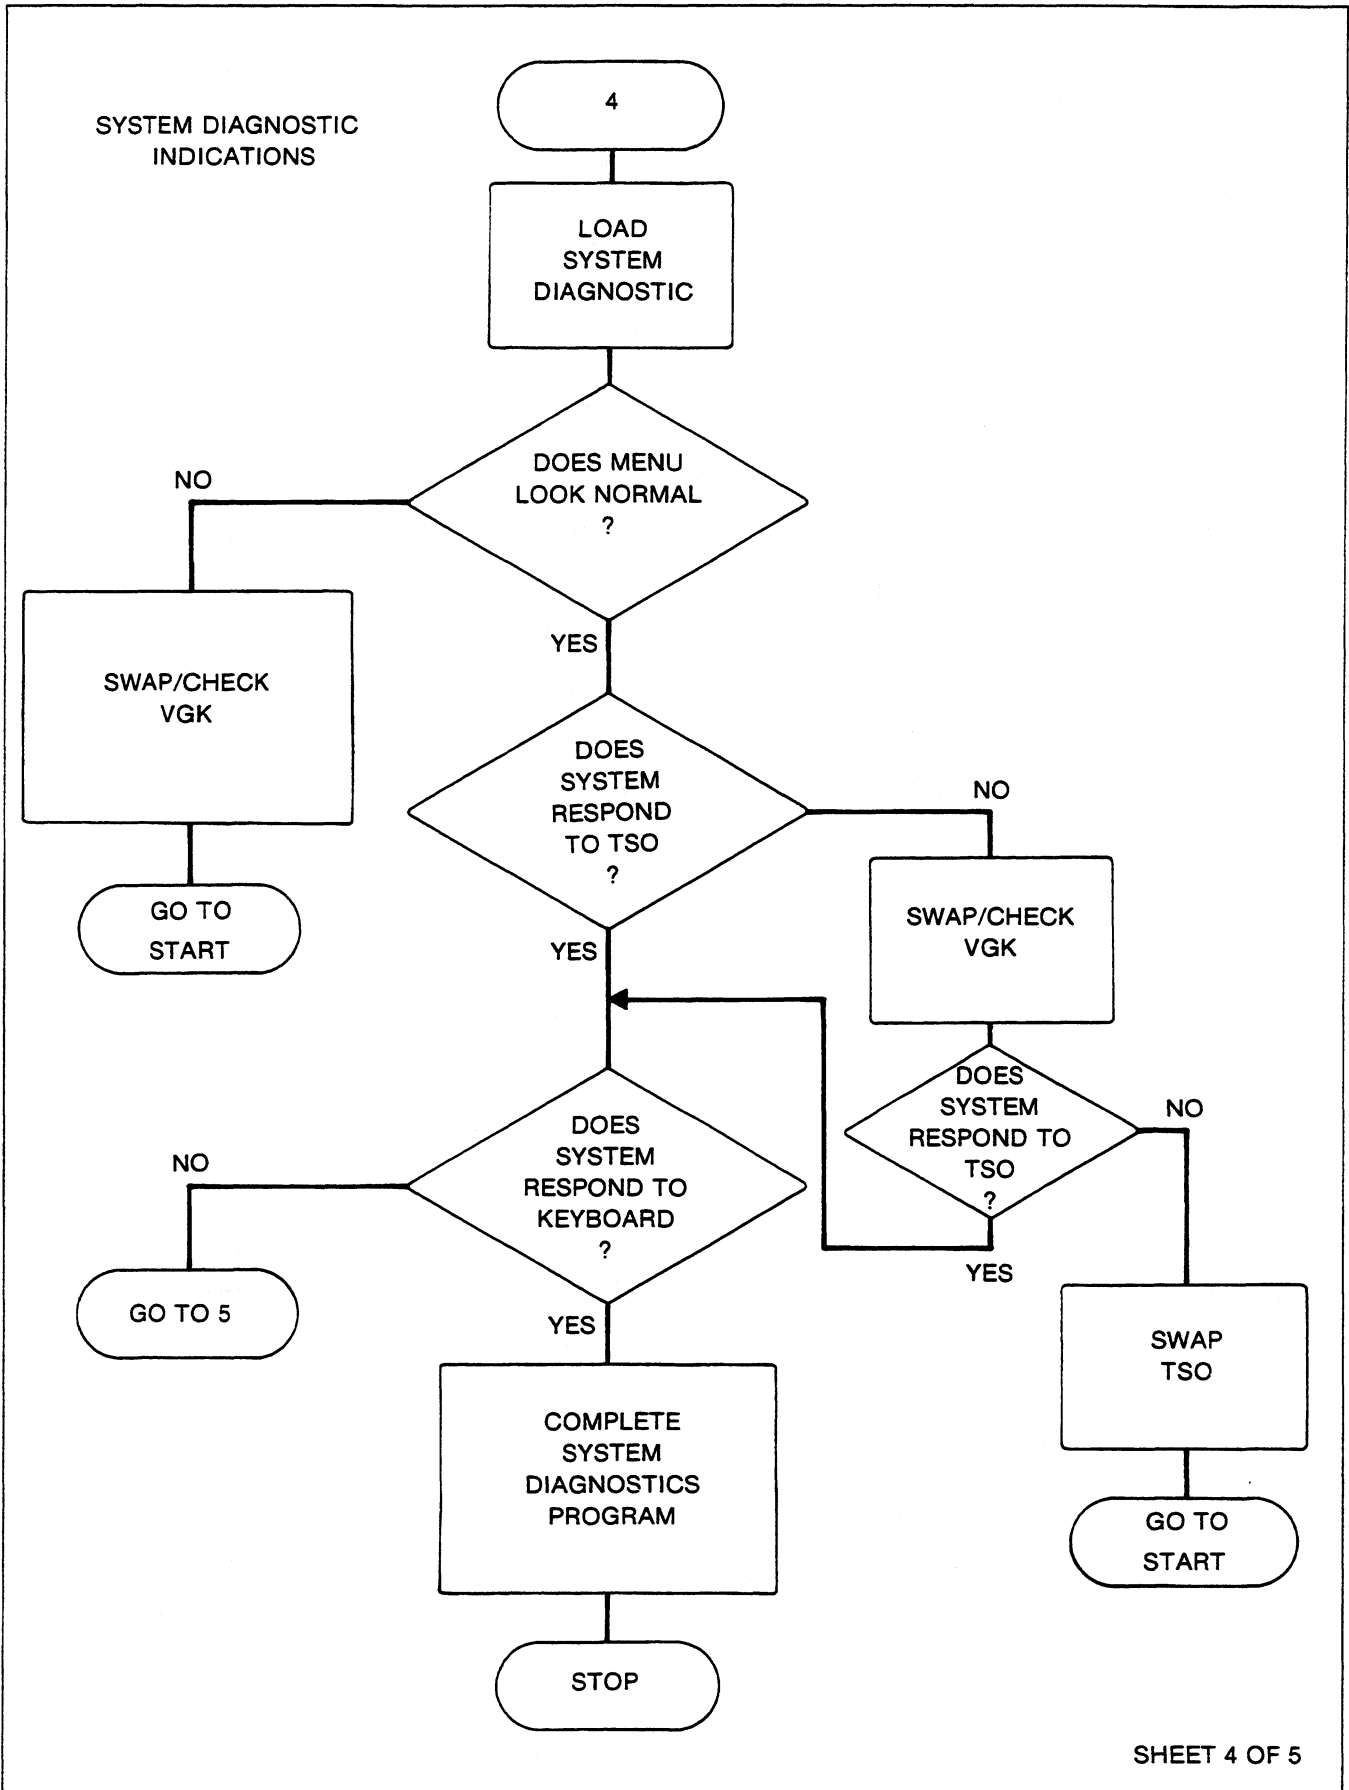 4
SYSTEM DIAGNOSTIC
INDICATIONS
LOAD
SYSTEM
DIAGNOSTIC
DOES MENU
LOOK NORMAL
?
NO
YES
SWAP/CHECK
VGK
GO TO
START
DOES
SYSTEM
RESPOND
TO TSO
?
NO
YES
SWAP/CHECK
VGK
DOES
SYSTEM
RESPOND TO
TSO
?
NO
YES
SWAP
TSO
GO TO
START
DOES
SYSTEM
RESPOND TO
KEYBOARD
?
NO
GO TO 5
YES
COMPLETE
SYSTEM
DIAGNOSTICS
PROGRAM
STOP
SHEET 4 OF 5